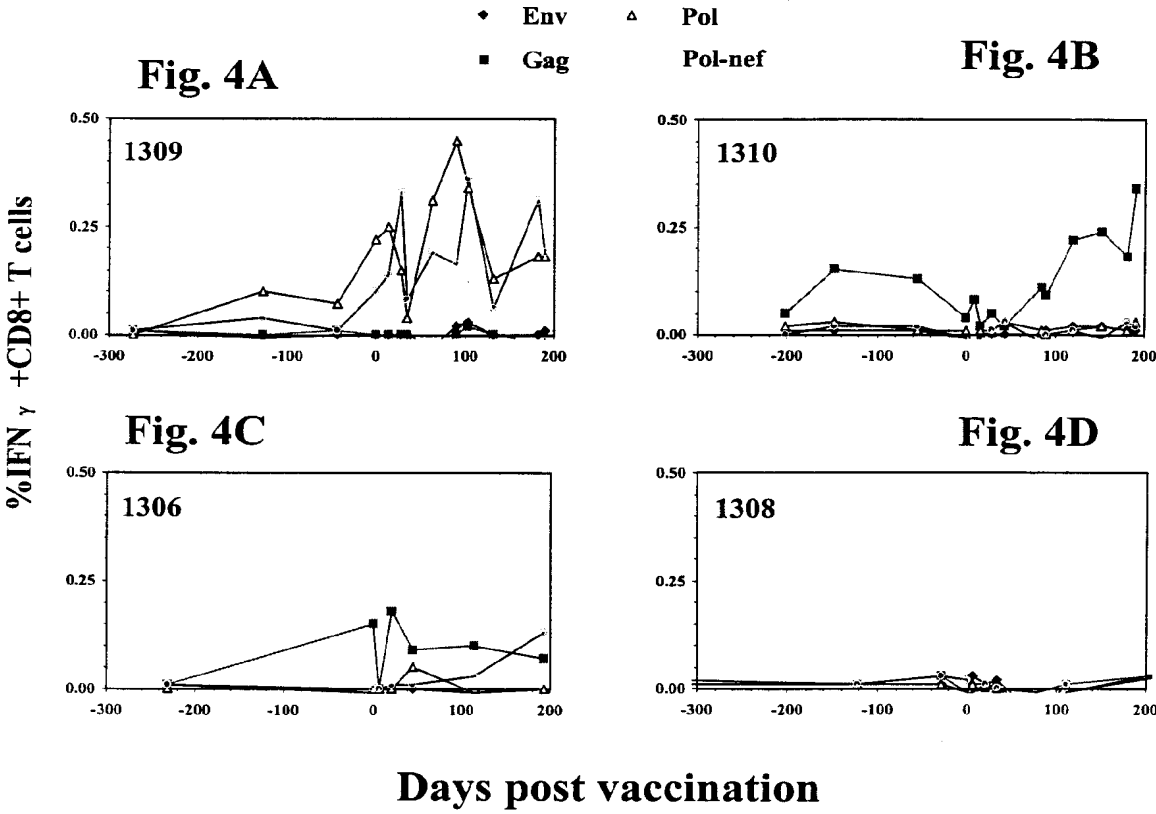 Env Pol
Gag Pol-nef
Fig. 4A
Fig. 4B
%IFN γ +CD8+ T cells
0.50
0.25
0.00
1309
-300 -200 -100 0 100 200
0.50
0.25
0.00
1310
-300 -200 -100 0 100 200
Fig. 4C
Fig. 4D
0.50
0.25
0.00
1306
-300 -200 -100 0 100 200
0.50
0.25
0.00
1308
-300 -200 -100 0 100 200
Days post vaccination